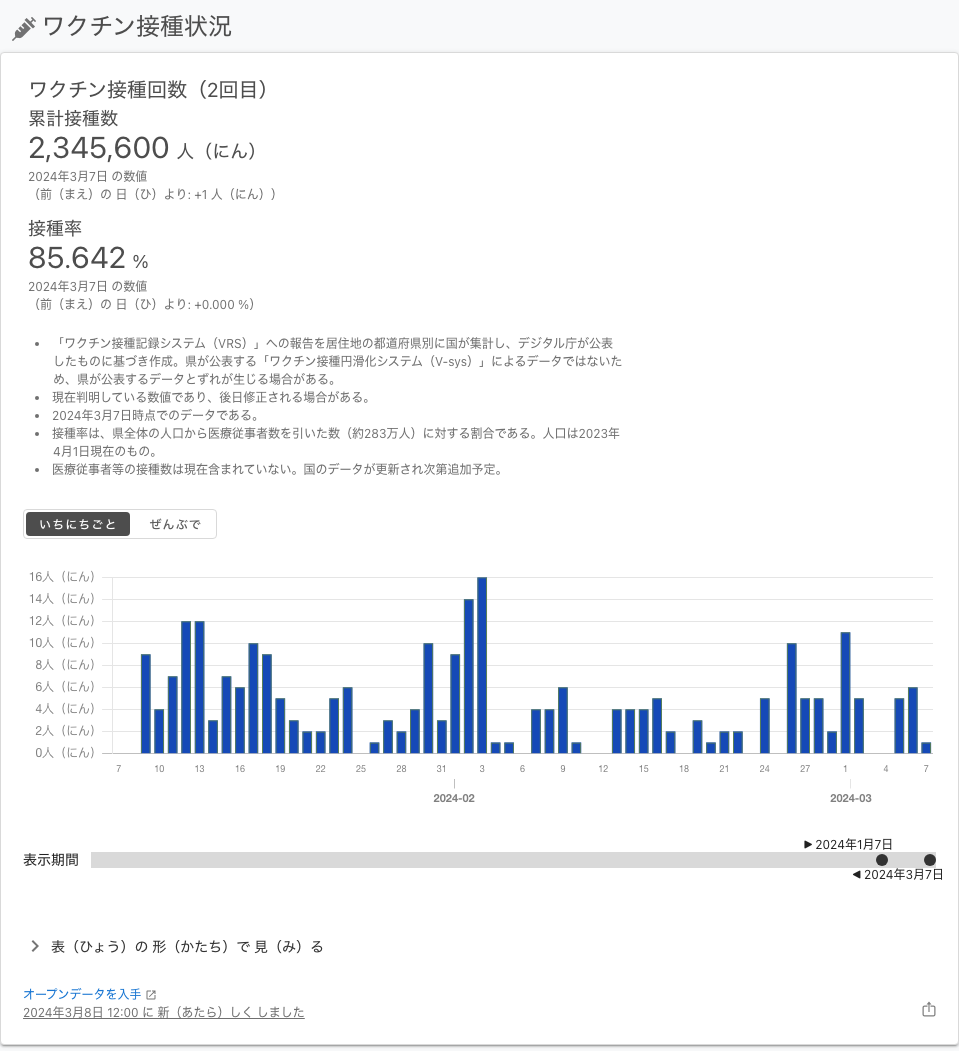 ワクチン接種状況
ワクチン接種回数（2回目）
累計接種数
2,345,600 人（にん）
2024年3月7日 の数値
（前（まえ）の 日（ひ）より: +1 人（にん））
接種率
85.642 %
2024年3月7日 の数値
（前（まえ）の 日（ひ）より: +0.000 %）
• 「ワクチン接種記録システム（VRS）」への報告を居住地の都道府県別に国が集計し、デジタル庁が公表
したものに基づき作成。県が公表する「ワクチン接種円滑化システム（V-sys）」によるデータではないた
め、県が公表するデータとずれが生じる場合がある。
• 現在判明している数値であり、後日修正される場合がある。
• 2024年3月7日時点でのデータである。
• 接種率は、県全体の人口から医療従事者数を引いた数（約283万人）に対する割合である。人口は2023年
4月1日現在のもの。
• 医療従事者等の接種数は現在含まれていない。国のデータが更新され次第追加予定。
いちにちごと ぜんぶで
16人（にん）
14人（にん）
12人（にん）
10人（にん）
8人（にん）
6人（にん）
4人（にん）
2人（にん）
0人（にん）
7 10 13 16 19 22 25 28 31 3 6 9 12 15 18 21 24 27 1 4 7
2024-02 2024-03
2024年1月7日
表示期間
2024年3月7日
表（ひょう）の 形（かたち）で 見（み）る
オープンデータを入手
2024年3月8日 12:00 に 新（あたら）しく しました